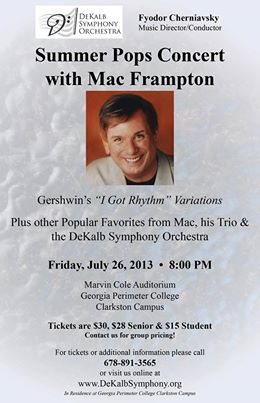 DEKALB
SYMPHONY
ORCHESTRA
Fyodor Cherniavsky
Music Director/Conductor
Summer Pops Concert
with Mac Frampton
Gershwin's "I Got Rhythm" Variations
Plus other Popular Favorites from Mac, his Trio &
the DeKalb Symphony Orchestra
Friday, July 26, 2013 • 8:00 PM
Marvin Cole Auditorium
Georgia Perimeter College
Clarkston Campus
Tickets are $30, $28 Senior & $15 Student
Contact us for group pricing!
For tickets or additional information please call
678-891-3565
or visit us online at
www.DeKalbSymphony.org
In Residence at Georgia Perimeter College Clarkston Campus